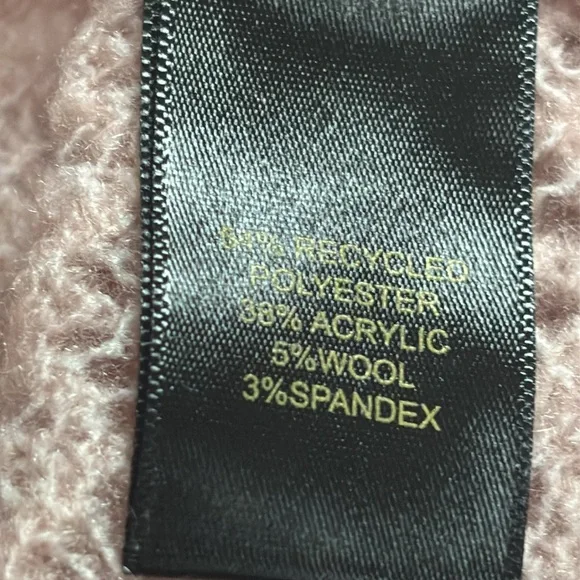 54% RECYCLED
POLYESTER
38% ACRYLIC
5%WOOL
3%SPANDEX